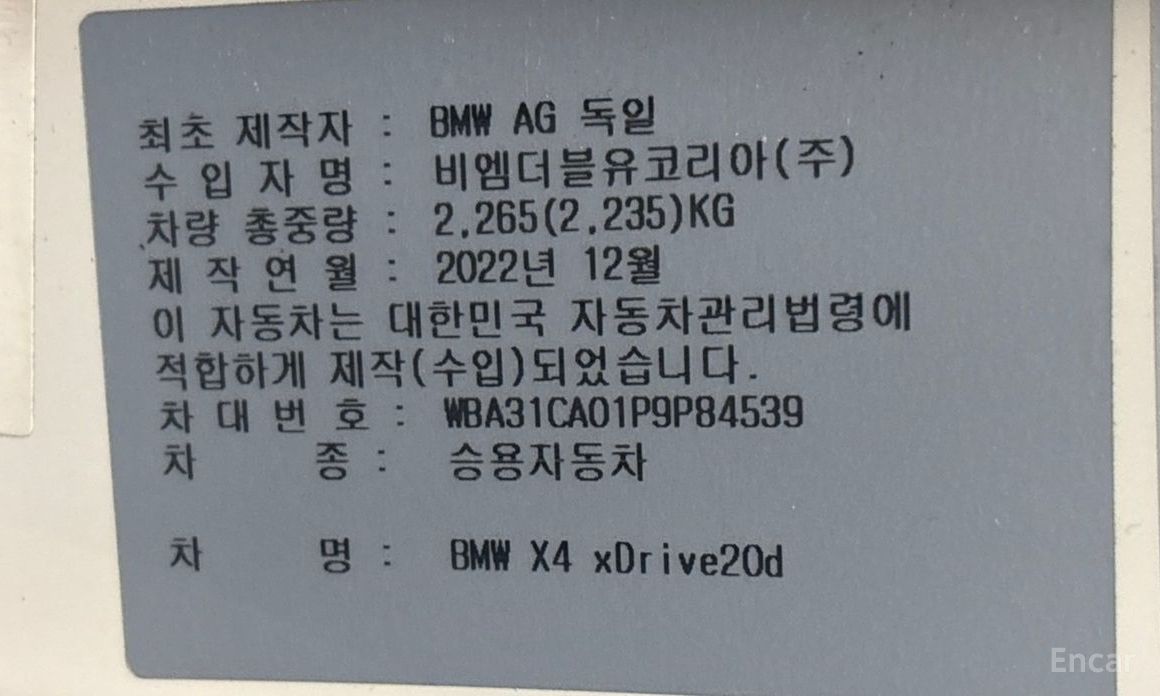 최초 제작자 : BMW AG 독일
수 입 자 명 : 비엠더블유코리아(주)
차량 총중량 : 2,265(2,235)KG
제 작 연 월 : 2022년 12월
이 자동차는 대한민국 자동차관리법령에
적합하게 제작(수입)되었습니다.
차 대 번 호 : WBA31CA01P9P84539
차 종 : 승용자동차
차 명 : BMW X4 xDrive20d
Encar